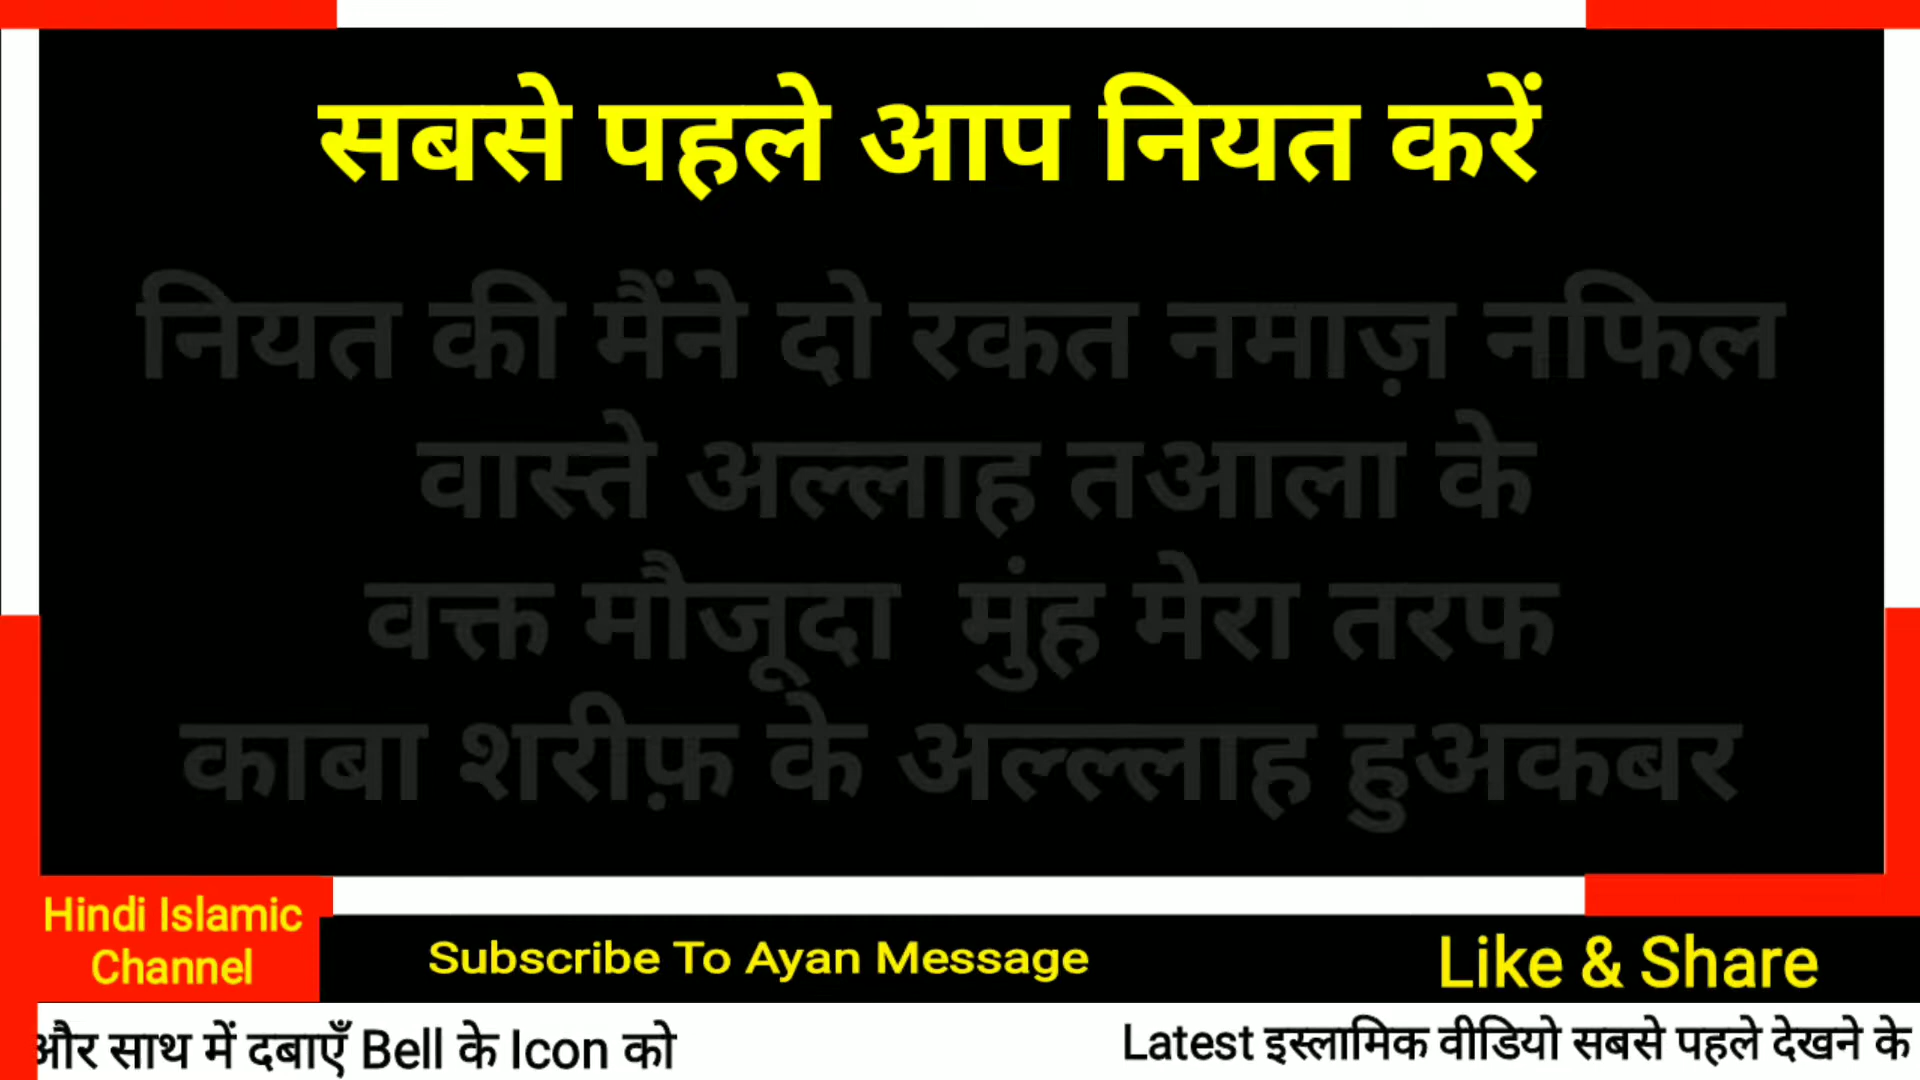 सबसे पहले आप नियत करें
नियत की मैंने दो रकत नमाज़ नफिल
वास्ते अल्लाह तआला के
वक्त मौजूदा मुंह मेरा तरफ
काबा शरीफ़ के अल्ल्लाह हुअकबर
Hindi Islamic
Channel
Subscribe To Ayan Message
Like & Share
और साथ में दबाएँ Bell के Icon को
Latest इस्लामिक वीडियो सबसे पहले देखने के